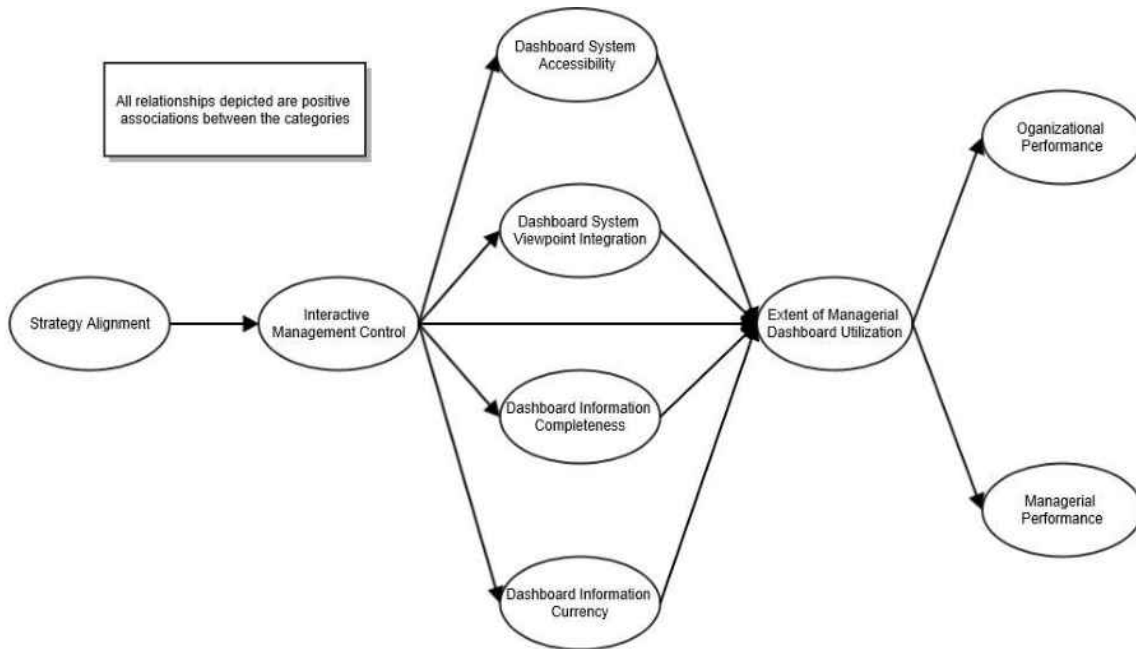 Dashboard System
Accessibility
All relationships depicted are positive
associations between the categories
Oganizational
Performance
Dashboard System
Viewpoint Integration
Strategy Alignment
Interactive
Management Control
Extent of Managerial
Dashboard Utilization
Dashboard Information
Completeness
Managerial
Performance
Dashboard Information
Currency